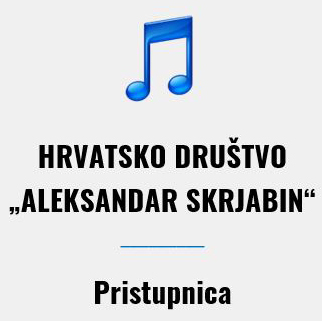 HRVATSKO DRUŠTVO
„ALEKSANDAR SKRJABIN“
Pristupnica